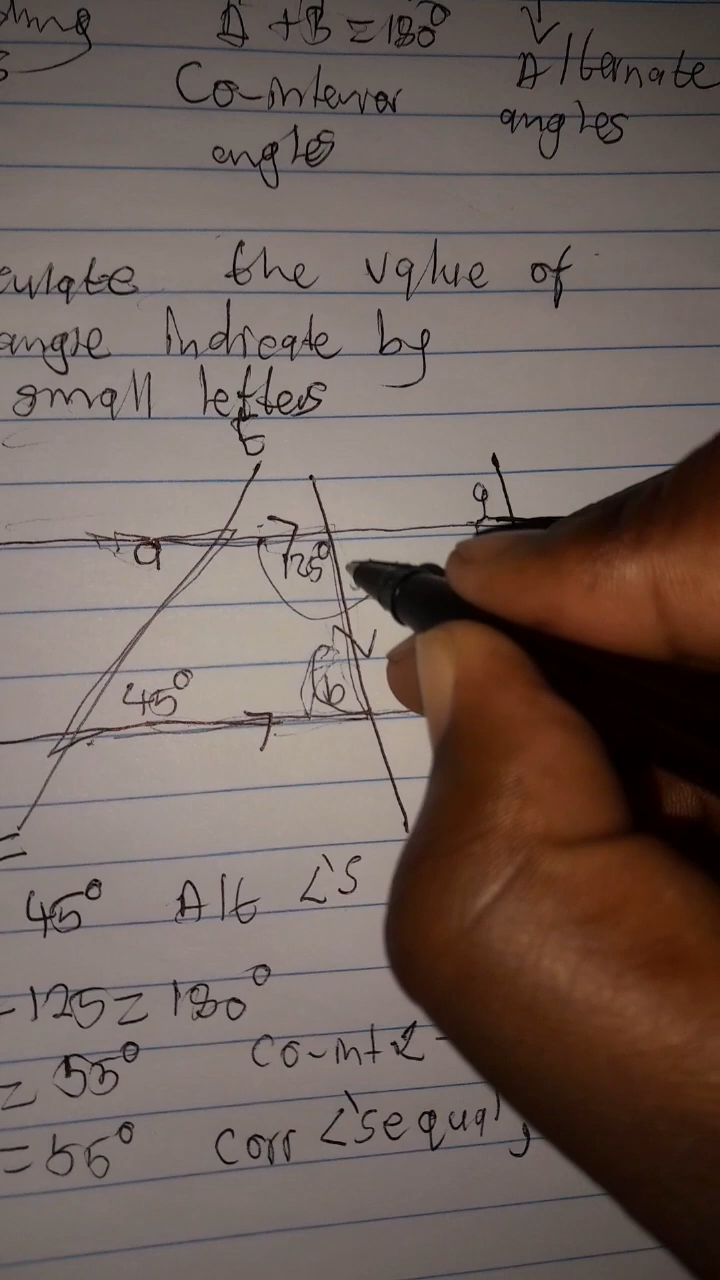 A + B = 180°
Co-interior
angles
Alternate
angles
the value of
angle indicate by
small letters
t
a
125°
45°
b
45° Alt <'s
125 = 180°
= 55° co-int <
= 55° corr <'s equal,